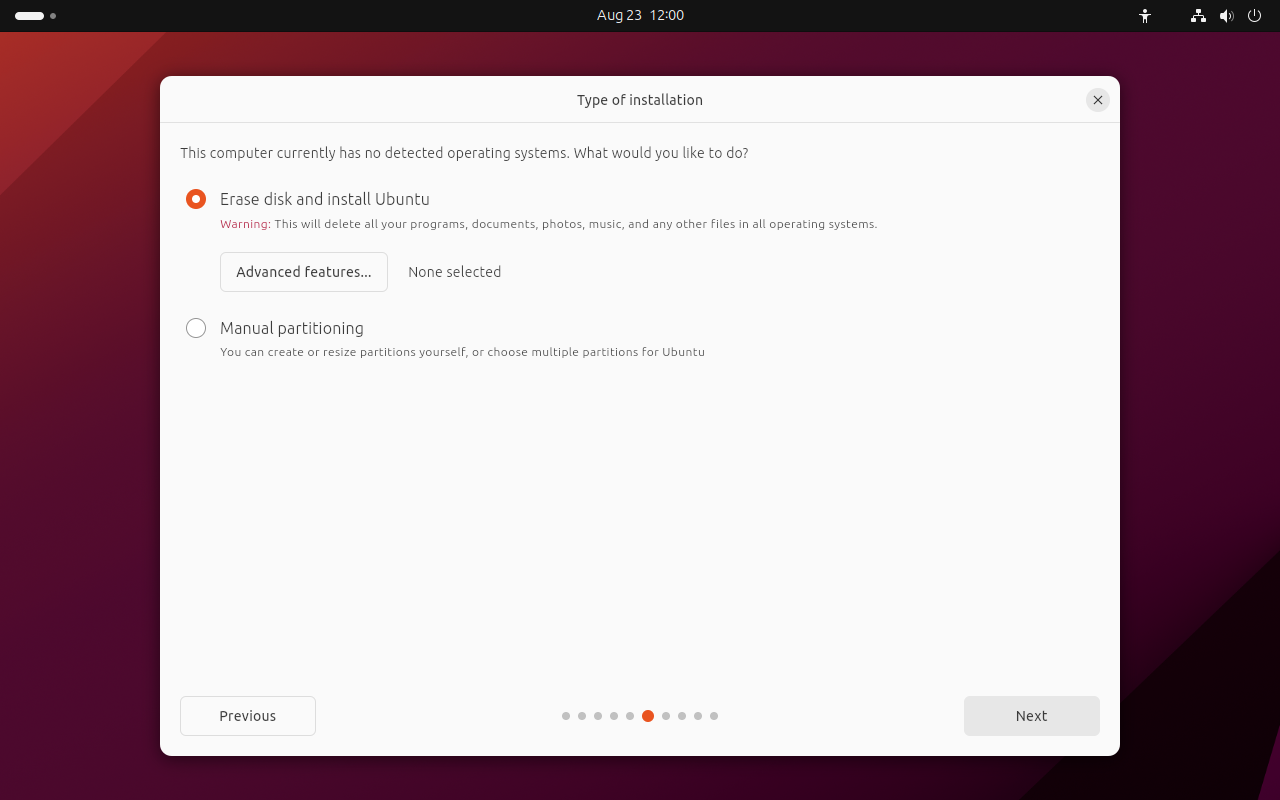 Aug 23  12:00
Type of installation
This computer currently has no detected operating systems. What would you like to do?
Erase disk and install Ubuntu
Warning: This will delete all your programs, documents, photos, music, and any other files in all operating systems.
Advanced features... None selected
Manual partitioning
You can create or resize partitions yourself, or choose multiple partitions for Ubuntu
Previous Next